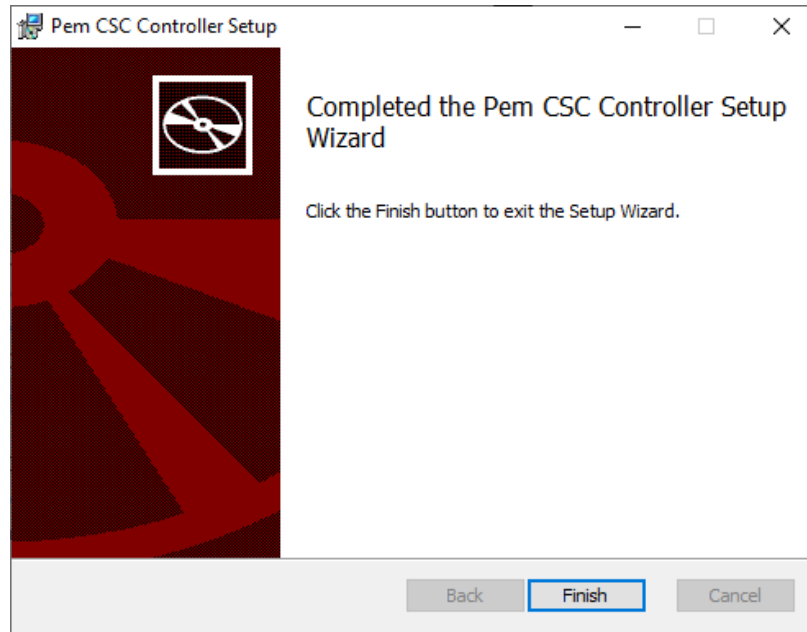 Pem CSC Controller Setup
Completed the Pem CSC Controller Setup
Wizard
Click the Finish button to exit the Setup Wizard.
Back
Finish
Cancel